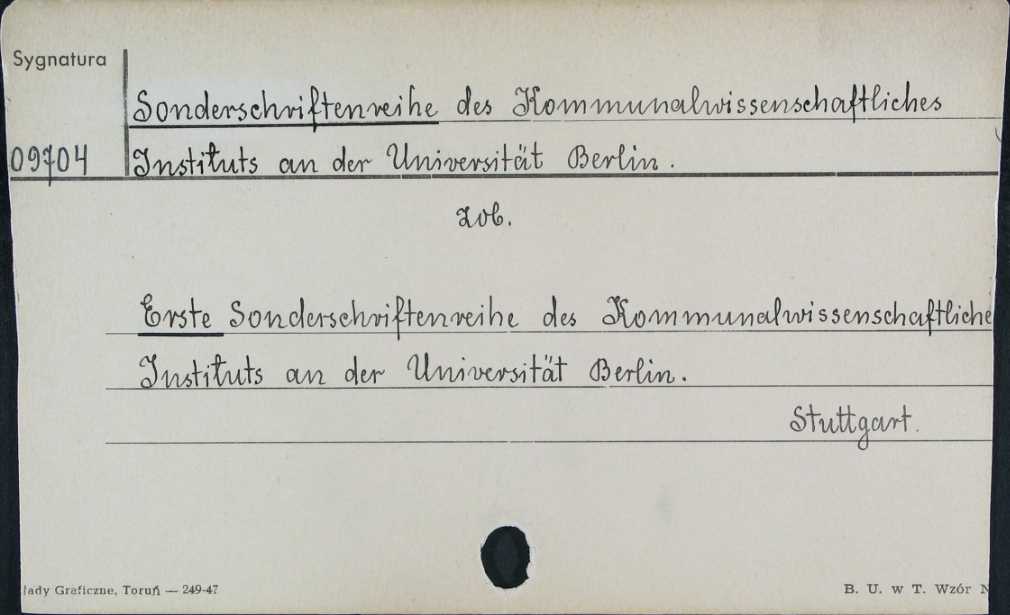 Sygnatura
Sonderschriftenreihe des Kommunalwissenschaftliches
09704 Instituts an der Universität Berlin.
zob.
Erste Sonderschriftenreihe des Kommunalwissenschaftliche
Instituts an der Universität Berlin.
Stuttgart.
łady Graficzne, Toruń — 249-47 B. U. w T. Wzór N